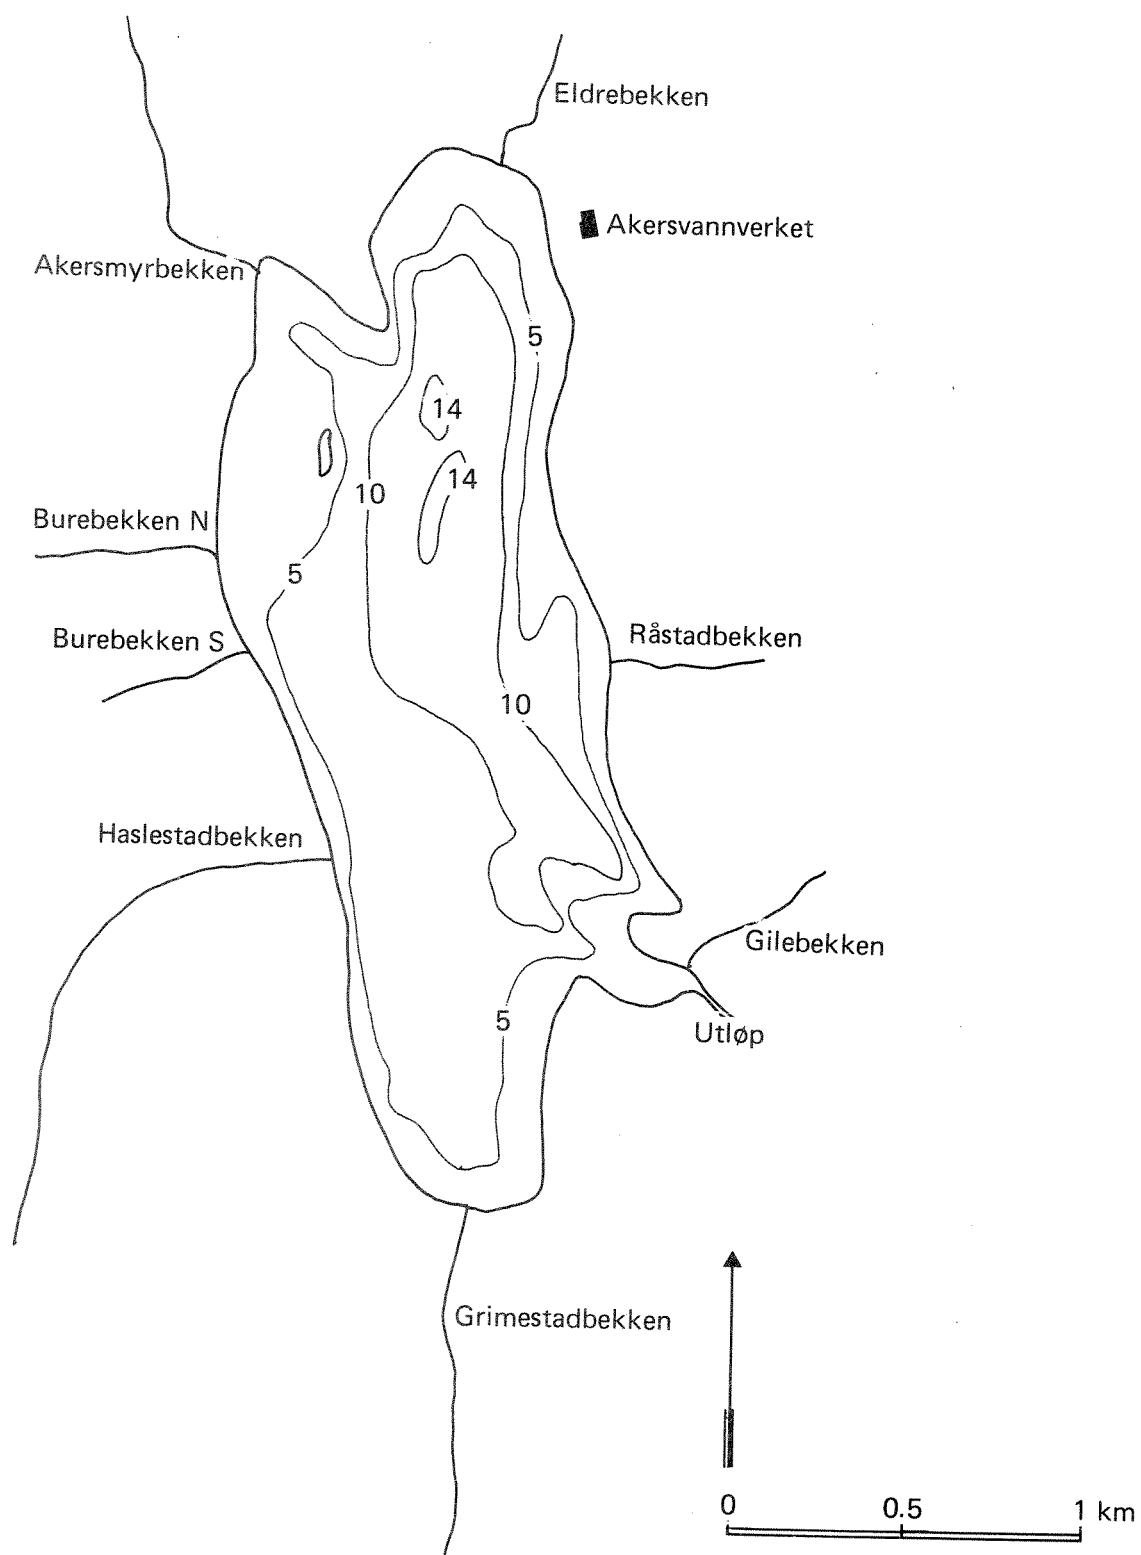 Eldrebekken
Akersvannverket
Akersmyrbekken
5
14
14
10
Burebekken N
5
Burebekken S
Råstadbekken
10
Haslestadbekken
Gilebekken
5
Utløp
Grimestadbekken
0 0.5 1 km